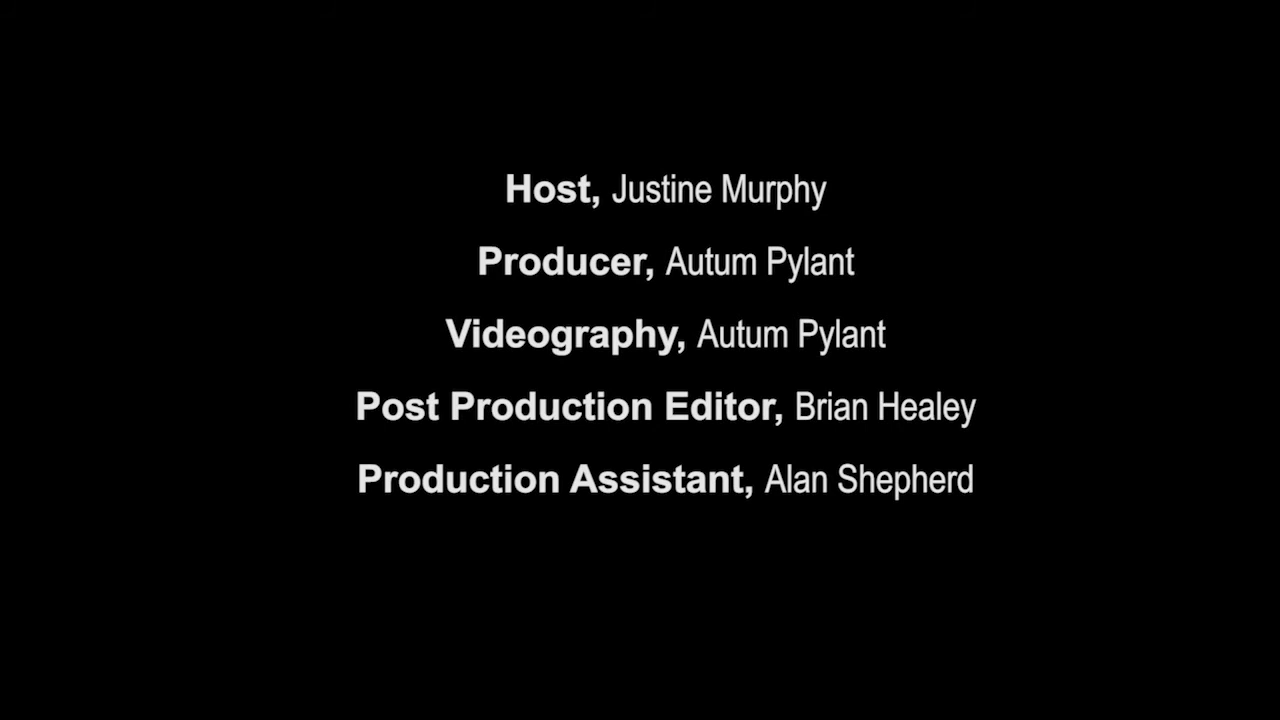 Host, Justine Murphy
Producer, Autum Pylant
Videography, Autum Pylant
Post Production Editor, Brian Healey
Production Assistant, Alan Shepherd